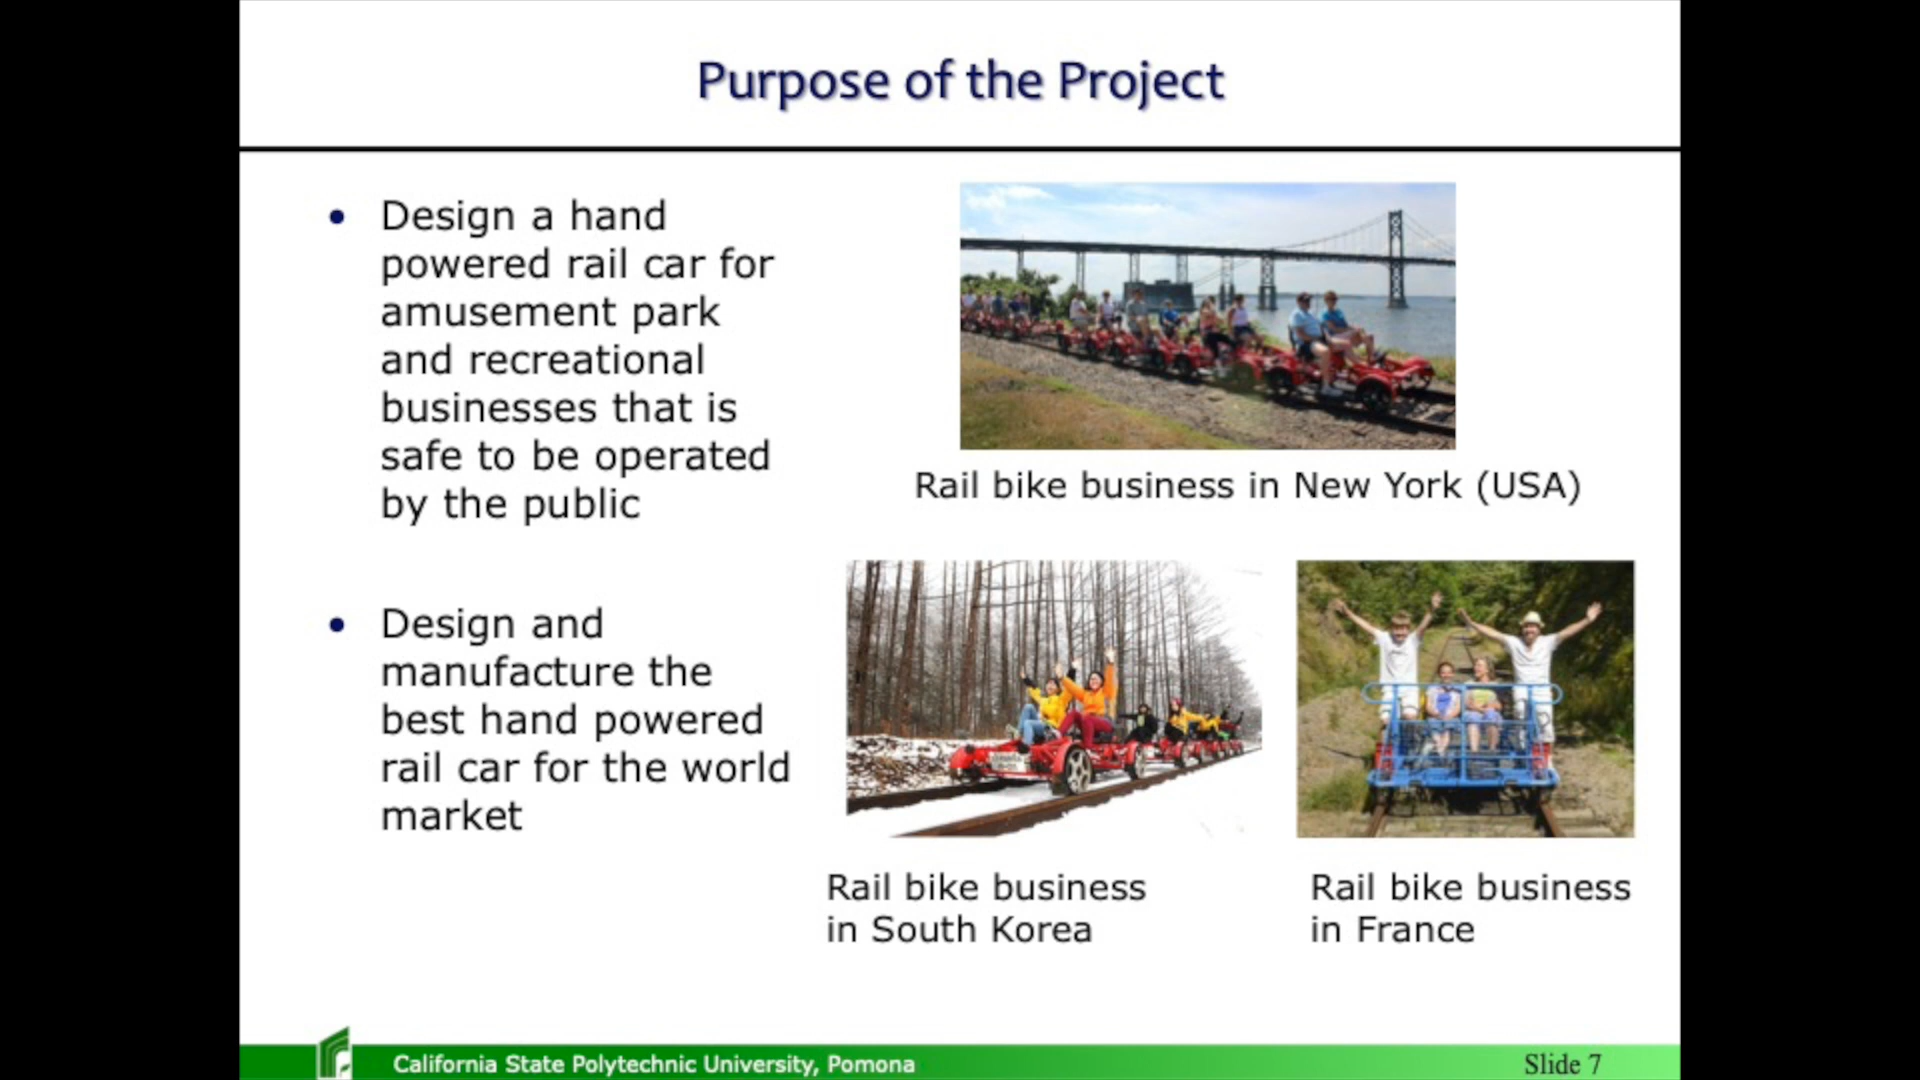 Purpose of the Project
Design a hand
powered rail car for
amusement park
and recreational
businesses that is
safe to be operated
by the public
Design and
manufacture the
best hand powered
rail car for the world
market
Rail bike business in New York (USA)
Rail bike business
in South Korea
Rail bike business
in France
California State Polytechnic University, Pomona
Slide 7